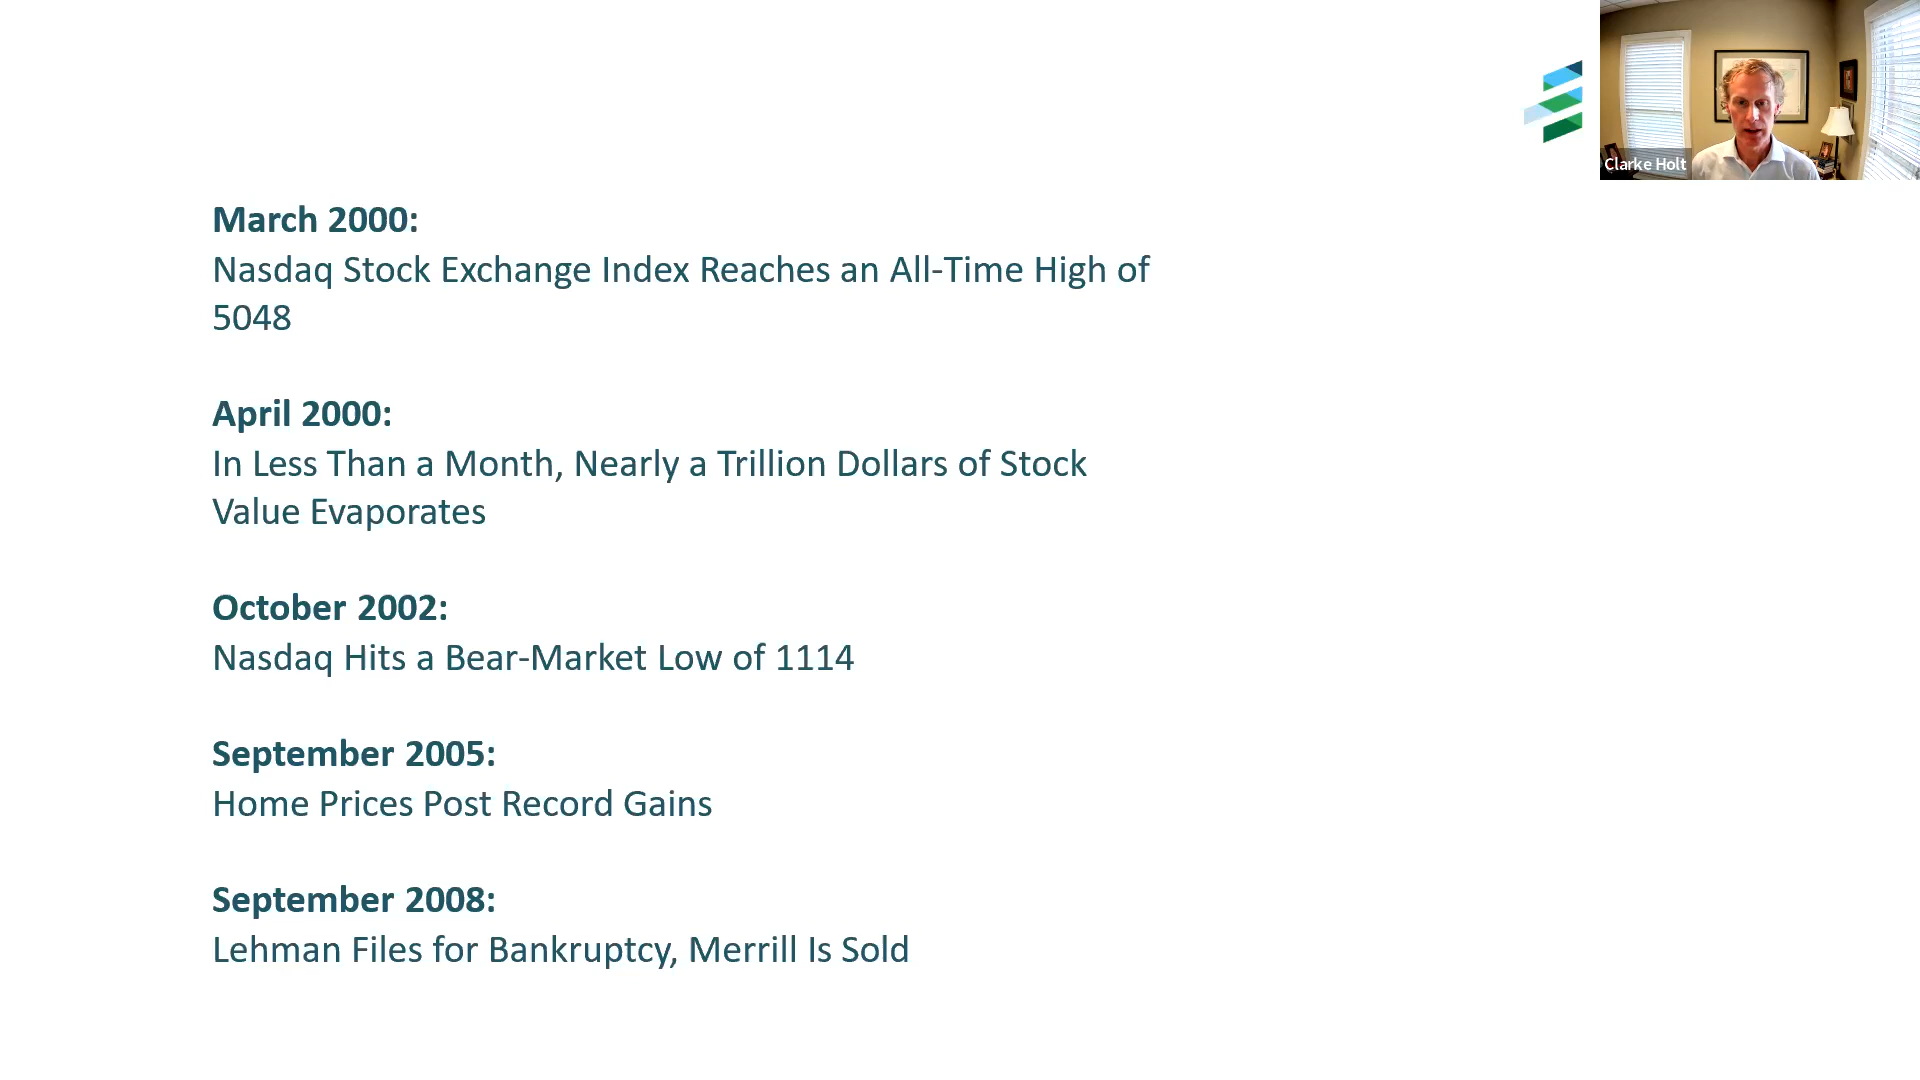 Clarke Holt
March 2000:
Nasdaq Stock Exchange Index Reaches an All-Time High of
5048
April 2000:
In Less Than a Month, Nearly a Trillion Dollars of Stock
Value Evaporates
October 2002:
Nasdaq Hits a Bear-Market Low of 1114
September 2005:
Home Prices Post Record Gains
September 2008:
Lehman Files for Bankruptcy, Merrill Is Sold